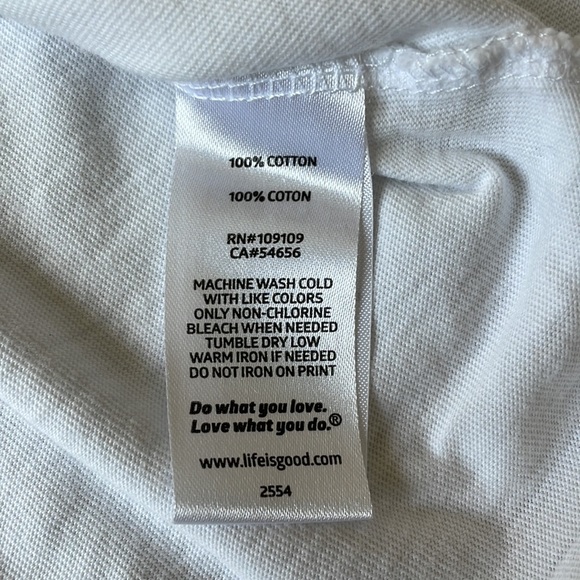 100% COTTON
100% COTON
RN#109109
CA#54656
MACHINE WASH COLD
WITH LIKE COLORS
ONLY NON-CHLORINE
BLEACH WHEN NEEDED
TUMBLE DRY LOW
WARM IRON IF NEEDED
DO NOT IRON ON PRINT
Do what you love.
Love what you do.®
www.lifeisgood.com
2554